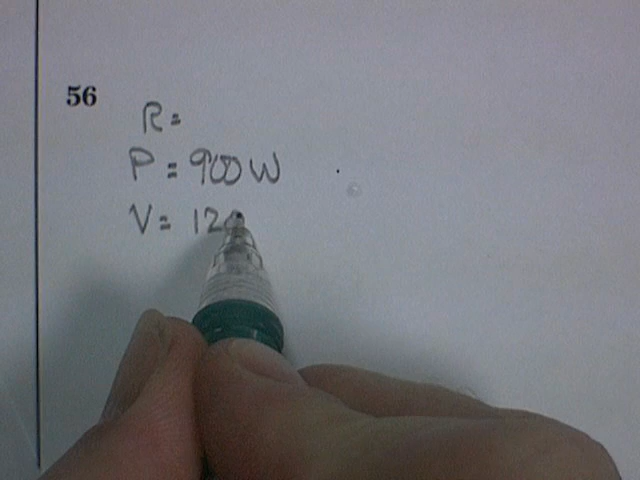 56
R =
P = 900 W
V = 12